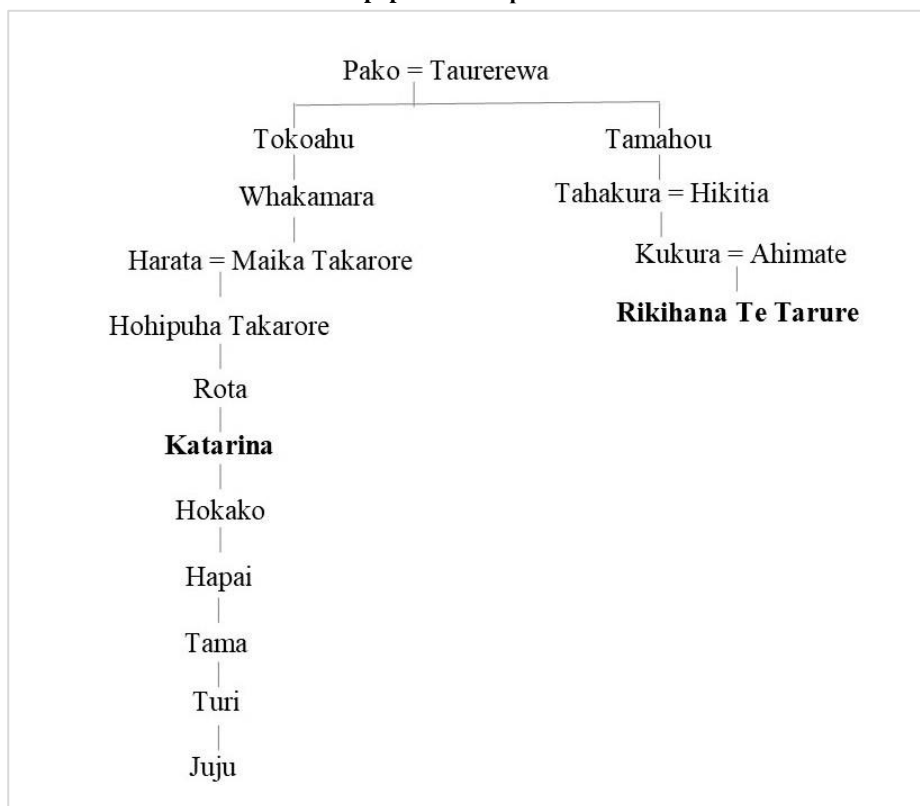 Pako = Taurerewa
Tokoahu
Tamahou
Whakamara
Tahakura = Hikitia
Harata = Maika Takarore
Kukura = Ahimate
Hohipuha Takarore
Rikihana Te Tarure
Rota
Katarina
Hokako
Hapai
Tama
Turi
Juju